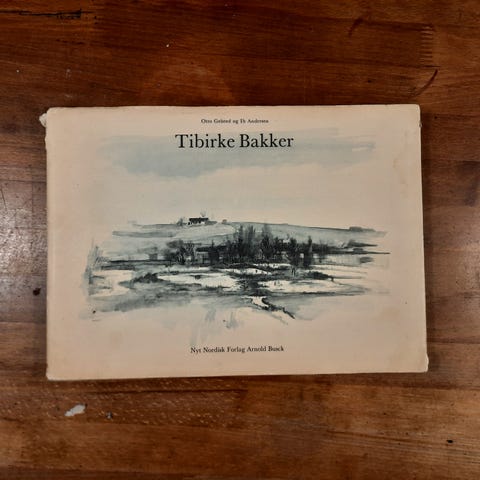 Otto Gelsted og Ib Andersen
Tibirke Bakker
Nyt Nordisk Forlag Arnold Busck